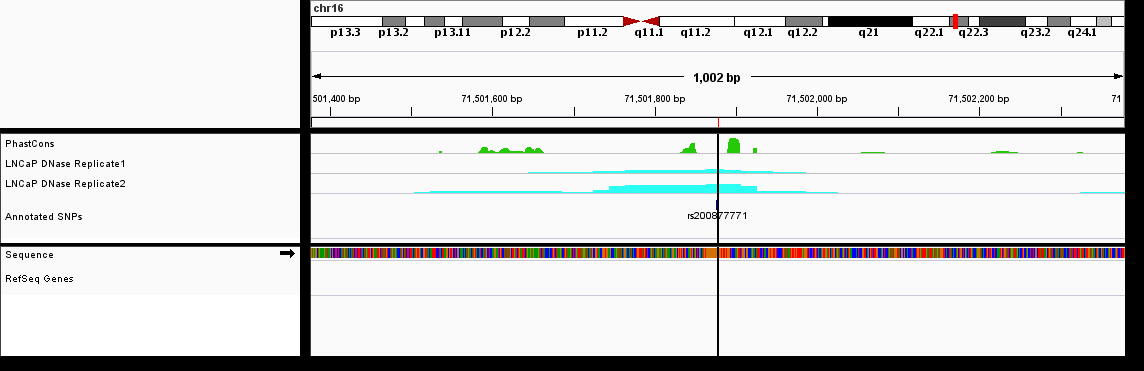 chr16
p13.3 p13.2 p13.11 p12.2 p11.2 q11.1 q11.2 q12.1 q12.2 q21 q22.1 q22.3 q23.2 q24.1
1,002 bp
501,400 bp 71,501,600 bp 71,501,800 bp 71,502,000 bp 71,502,200 bp 71
PhastCons
LNCaP DNase Replicate1
LNCaP DNase Replicate2
Annotated SNPs
rs200877771
Sequence
RefSeq Genes